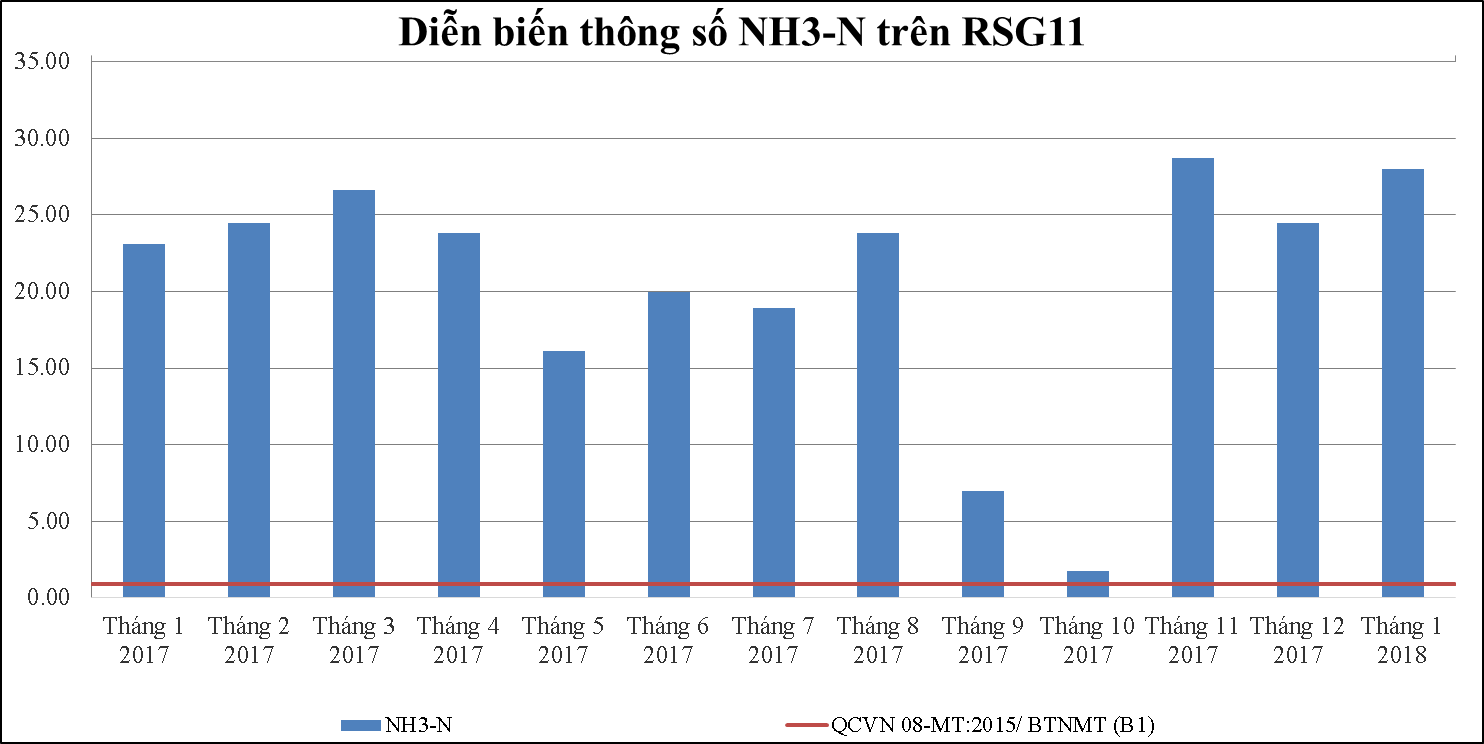 Diễn biến thông số NH3-N trên RSG11
35.00
30.00
25.00
20.00
15.00
10.00
5.00
0.00
Tháng 1 Tháng 2 Tháng 3 Tháng 4 Tháng 5 Tháng 6 Tháng 7 Tháng 8 Tháng 9 Tháng 10 Tháng 11 Tháng 12 Tháng 1
2017 2017 2017 2017 2017 2017 2017 2017 2017 2017 2017 2017 2018
NH3-N QCVN 08-MT:2015/ BTNMT (B1)